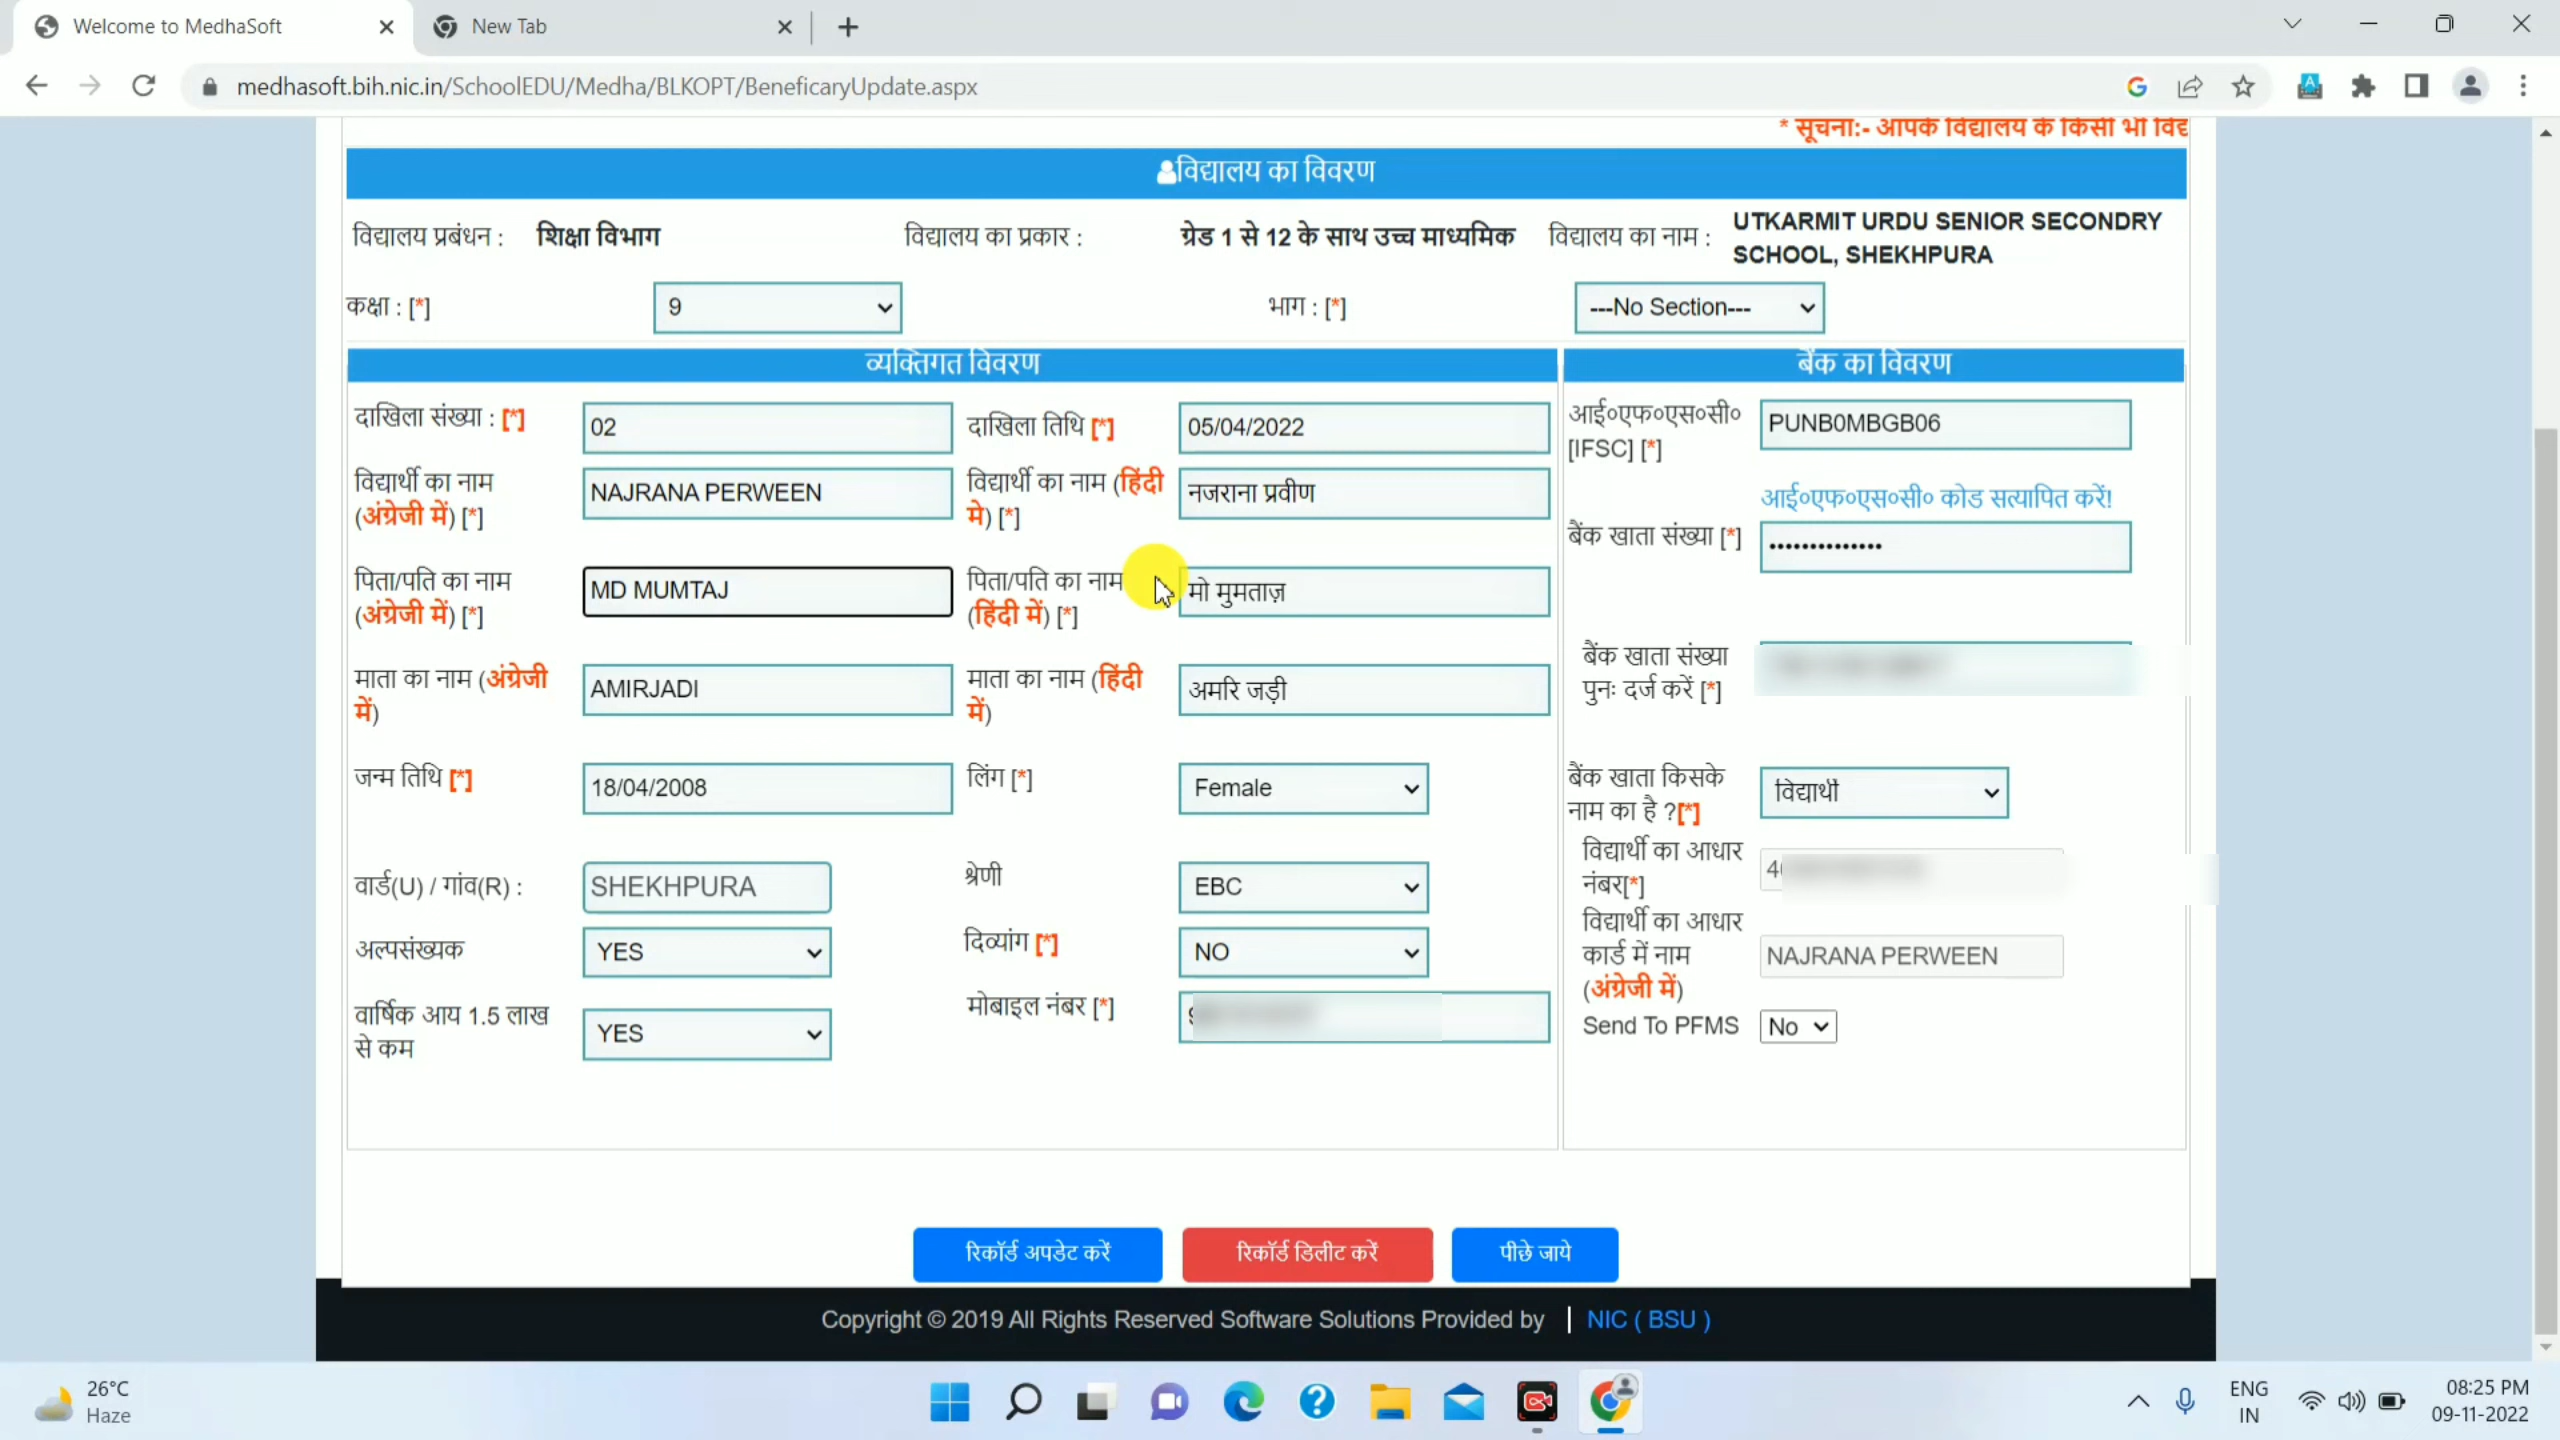 Welcome to MedhaSoft
New Tab
medhasoft.bih.nic.in/SchoolEDU/Medha/BLKOPT/BeneficaryUpdate.aspx
* सूचना:- आपके विद्यालय के किसी भी विद्य
विद्यालय का विवरण
विद्यालय प्रबंधन : शिक्षा विभाग विद्यालय का प्रकार : ग्रेड 1 से 12 के साथ उच्च माध्यमिक विद्यालय का नाम : UTKARMIT URDU SENIOR SECONDRY
SCHOOL, SHEKHPURA
कक्षा : [*] 9 भाग : [*] ---No Section---
व्यक्तिगत विवरण
दाखिला संख्या : [*] 02 दाखिला तिथि [*] 05/04/2022
विद्यार्थी का नाम
(अंग्रेजी में) [*] NAJRANA PERWEEN विद्यार्थी का नाम (हिंदी
मे) [*] नजराना प्रवीण
पिता/पति का नाम
(अंग्रेजी में) [*] MD MUMTAJ पिता/पति का नाम
(हिंदी में) [*] मो मुमताज़
माता का नाम (अंग्रेजी
में) AMIRJADI माता का नाम (हिंदी
में) अमरि जड़ी
जन्म तिथि [*] 18/04/2008 लिंग [*] Female
वार्ड(U) / गांव(R) : SHEKHPURA श्रेणी EBC
अल्पसंख्यक YES दिव्यांग [*] NO
वार्षिक आय 1.5 लाख
से कम YES मोबाइल नंबर [*]
बैंक का विवरण
आई०एफ०एस०सी०
[IFSC] [*] PUNB0MBGB06
आई०एफ०एस०सी० कोड सत्यापित करें!
बैंक खाता संख्या [*] ••••••••••••••
बैंक खाता संख्या
पुनः दर्ज करें [*]
बैंक खाता किसके
नाम का है ?[*] विद्यार्थी
विद्यार्थी का आधार
नंबर[*]
विद्यार्थी का आधार
कार्ड में नाम
(अंग्रेजी में) NAJRANA PERWEEN
Send To PFMS No
रिकॉर्ड अपडेट करें रिकॉर्ड डिलीट करें पीछे जाये
Copyright © 2019 All Rights Reserved Software Solutions Provided by | NIC ( BSU )
26°C
Haze
ENG
IN
08:25 PM
09-11-2022